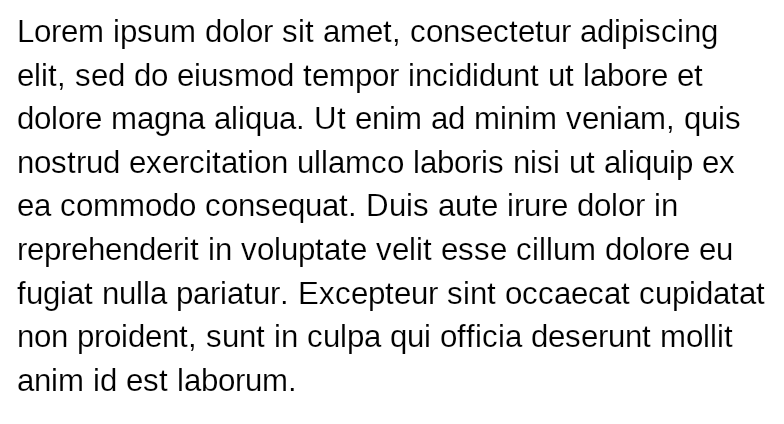 Lorem ipsum dolor sit amet, consectetur adipiscing
elit, sed do eiusmod tempor incididunt ut labore et
dolore magna aliqua. Ut enim ad minim veniam, quis
nostrud exercitation ullamco laboris nisi ut aliquip ex
ea commodo consequat. Duis aute irure dolor in
reprehenderit in voluptate velit esse cillum dolore eu
fugiat nulla pariatur. Excepteur sint occaecat cupidatat
non proident, sunt in culpa qui officia deserunt mollit
anim id est laborum.